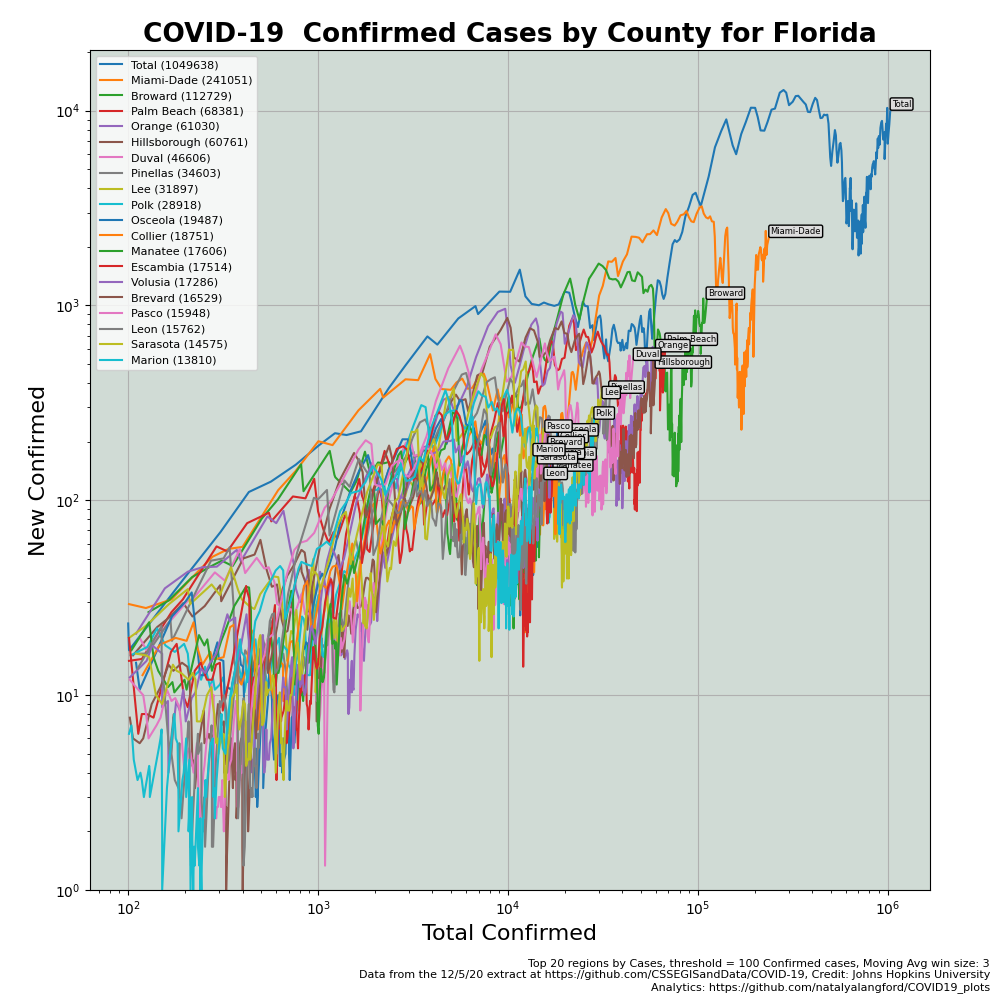 COVID-19  Confirmed Cases by County for Florida
Total (1049638)
Miami-Dade (241051)
Broward (112729)
Palm Beach (68381)
Orange (61030)
Hillsborough (60761)
Duval (46606)
Pinellas (34603)
Lee (31897)
Polk (28918)
Osceola (19487)
Collier (18751)
Manatee (17606)
Escambia (17514)
Volusia (17286)
Brevard (16529)
Pasco (15948)
Leon (15762)
Sarasota (14575)
Marion (13810)
Total
Miami-Dade
Broward
Beach
Orange
Hillsborough
Duval
Lee
Polk
Pasco
Brevard
Marion
Sarasota
Leon
New Confirmed
10⁴
10³
10²
10¹
10⁰
10²
10³
10⁴
10⁵
10⁶
Total Confirmed
Top 20 regions by Cases, threshold = 100 Confirmed cases, Moving Avg win size: 3
Data from the 12/5/20 extract at https://github.com/CSSEGISandData/COVID-19, Credit: Johns Hopkins University
Analytics: https://github.com/natalyalangford/COVID19_plots